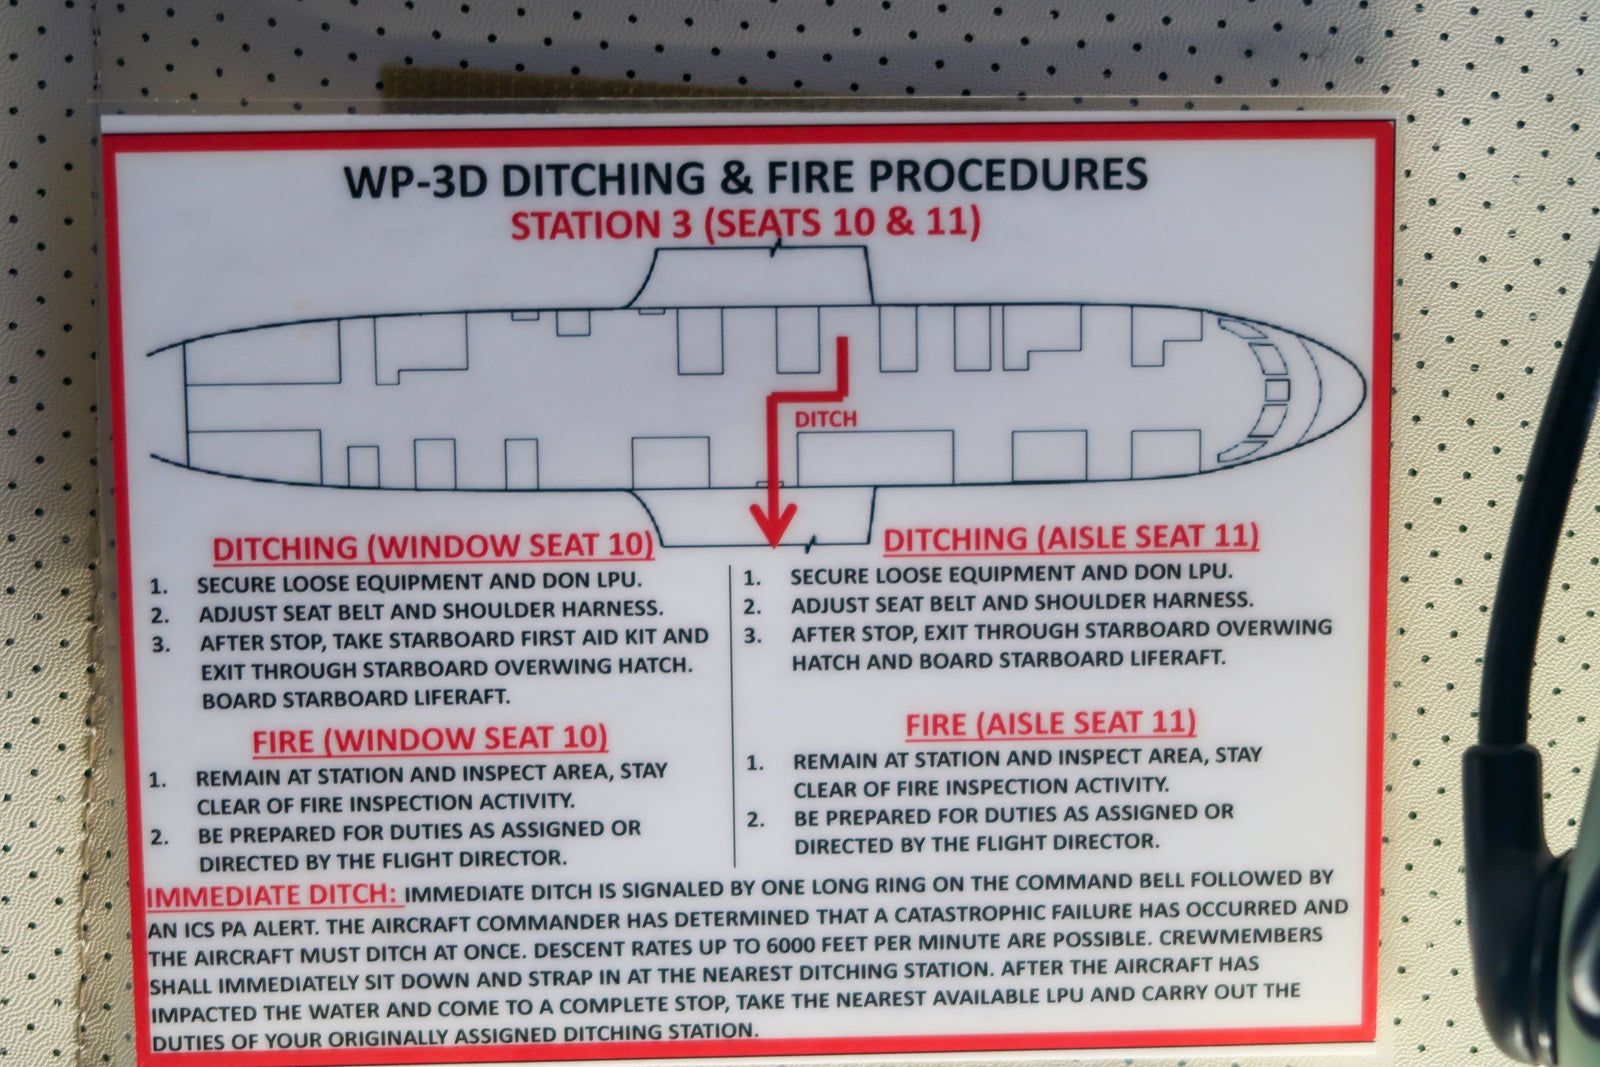 WP-3D DITCHING & FIRE PROCEDURES
STATION 3 (SEATS 10 & 11)
DITCH
DITCHING (WINDOW SEAT 10)
1. SECURE LOOSE EQUIPMENT AND DON LPU.
2. ADJUST SEAT BELT AND SHOULDER HARNESS.
3. AFTER STOP, TAKE STARBOARD FIRST AID KIT AND
EXIT THROUGH STARBOARD OVERWING HATCH.
BOARD STARBOARD LIFERAFT.
FIRE (WINDOW SEAT 10)
1. REMAIN AT STATION AND INSPECT AREA, STAY
CLEAR OF FIRE INSPECTION ACTIVITY.
2. BE PREPARED FOR DUTIES AS ASSIGNED OR
DIRECTED BY THE FLIGHT DIRECTOR.
DITCHING (AISLE SEAT 11)
1. SECURE LOOSE EQUIPMENT AND DON LPU.
2. ADJUST SEAT BELT AND SHOULDER HARNESS.
3. AFTER STOP, EXIT THROUGH STARBOARD OVERWING
HATCH AND BOARD STARBOARD LIFERAFT.
FIRE (AISLE SEAT 11)
1. REMAIN AT STATION AND INSPECT AREA, STAY
CLEAR OF FIRE INSPECTION ACTIVITY.
2. BE PREPARED FOR DUTIES AS ASSIGNED OR
DIRECTED BY THE FLIGHT DIRECTOR.
IMMEDIATE DITCH: IMMEDIATE DITCH IS SIGNALED BY ONE LONG RING ON THE COMMAND BELL FOLLOWED BY
AN ICS PA ALERT. THE AIRCRAFT COMMANDER HAS DETERMINED THAT A CATASTROPHIC FAILURE HAS OCCURRED AND
THE AIRCRAFT MUST DITCH AT ONCE. DESCENT RATES UP TO 6000 FEET PER MINUTE ARE POSSIBLE. CREWMEMBERS
SHALL IMMEDIATELY SIT DOWN AND STRAP IN AT THE NEAREST DITCHING STATION. AFTER THE AIRCRAFT HAS
IMPACTED THE WATER AND COME TO A COMPLETE STOP, TAKE THE NEAREST AVAILABLE LPU AND CARRY OUT THE
DUTIES OF YOUR ORIGINALLY ASSIGNED DITCHING STATION.